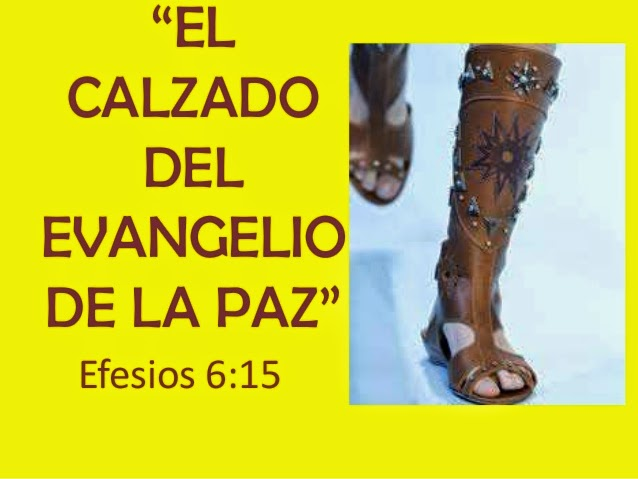 “EL
CALZADO
DEL
EVANGELIO
DE LA PAZ”
Efesios 6:15